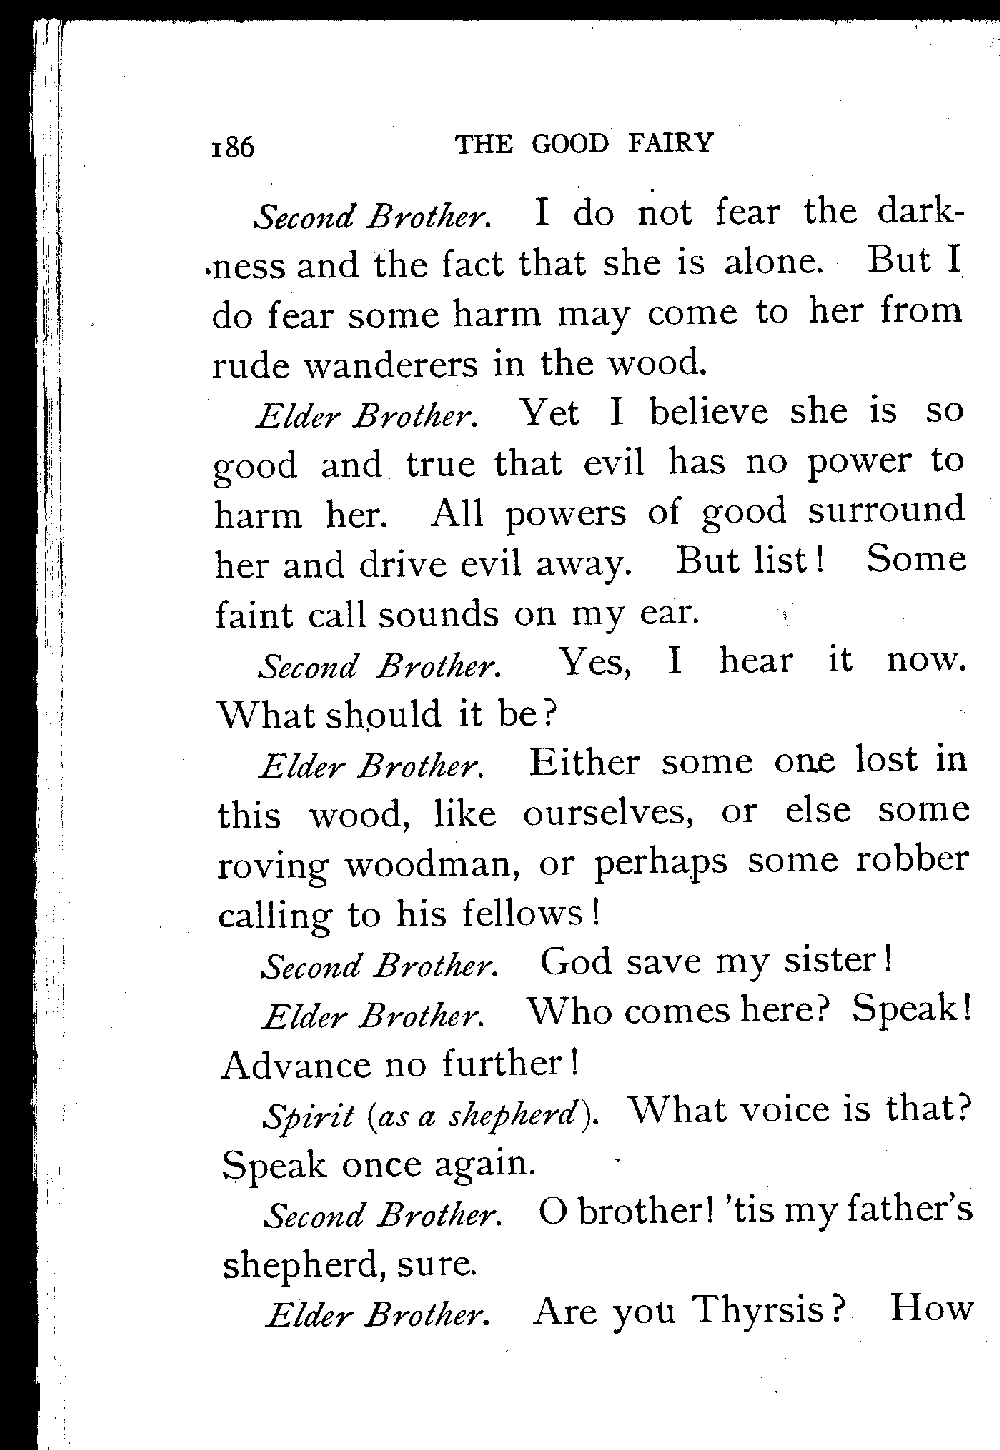 186 THE GOOD FAIRY
Second Brother. I do not fear the dark-
ness and the fact that she is alone. But I
do fear some harm may come to her from
rude wanderers in the wood.
Elder Brother. Yet I believe she is so
good and true that evil has no power to
harm her. All powers of good surround
her and drive evil away. But list! Some
faint call sounds on my ear.
Second Brother. Yes, I hear it now.
What should it be?
Elder Brother. Either some one lost in
this wood, like ourselves, or else some
roving woodman, or perhaps some robber
calling to his fellows!
Second Brother. God save my sister!
Elder Brother. Who comes here? Speak!
Advance no further!
Spirit (as a shepherd). What voice is that?
Speak once again.
Second Brother. O brother! 'tis my father's
shepherd, sure.
Elder Brother. Are you Thyrsis? How